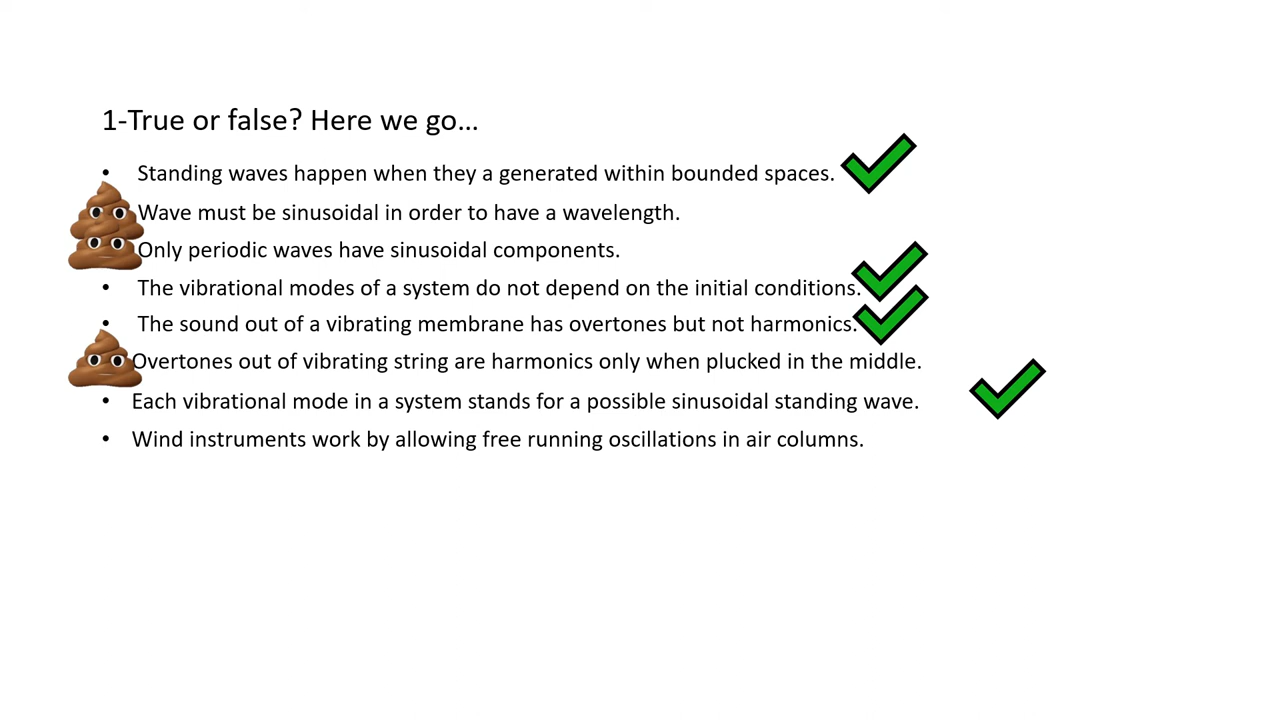 1-True or false? Here we go…
• Standing waves happen when they a generated within bounded spaces.
Wave must be sinusoidal in order to have a wavelength.
Only periodic waves have sinusoidal components.
• The vibrational modes of a system do not depend on the initial conditions.
• The sound out of a vibrating membrane has overtones but not harmonics.
Overtones out of vibrating string are harmonics only when plucked in the middle.
• Each vibrational mode in a system stands for a possible sinusoidal standing wave.
• Wind instruments work by allowing free running oscillations in air columns.